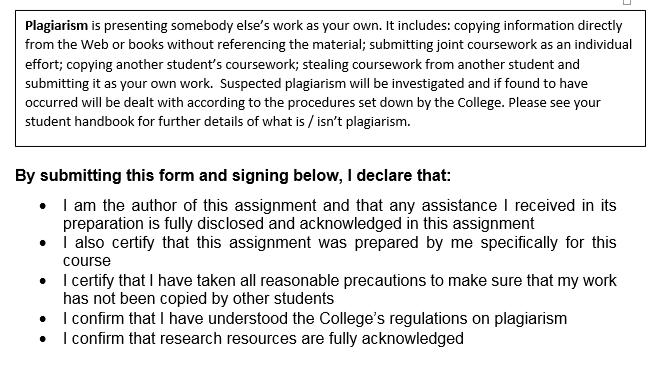 Plagiarism is presenting somebody else's work as your own. It includes: copying information directly
from the Web or books without referencing the material; submitting joint coursework as an individual
effort; copying another student's coursework; stealing coursework from another student and
submitting it as your own work.  Suspected plagiarism will be investigated and if found to have
occurred will be dealt with according to the procedures set down by the College. Please see your
student handbook for further details of what is / isn't plagiarism.
By submitting this form and signing below, I declare that:
• I am the author of this assignment and that any assistance I received in its
preparation is fully disclosed and acknowledged in this assignment
• I also certify that this assignment was prepared by me specifically for this
course
• I certify that I have taken all reasonable precautions to make sure that my work
has not been copied by other students
• I confirm that I have understood the College's regulations on plagiarism
• I confirm that research resources are fully acknowledged